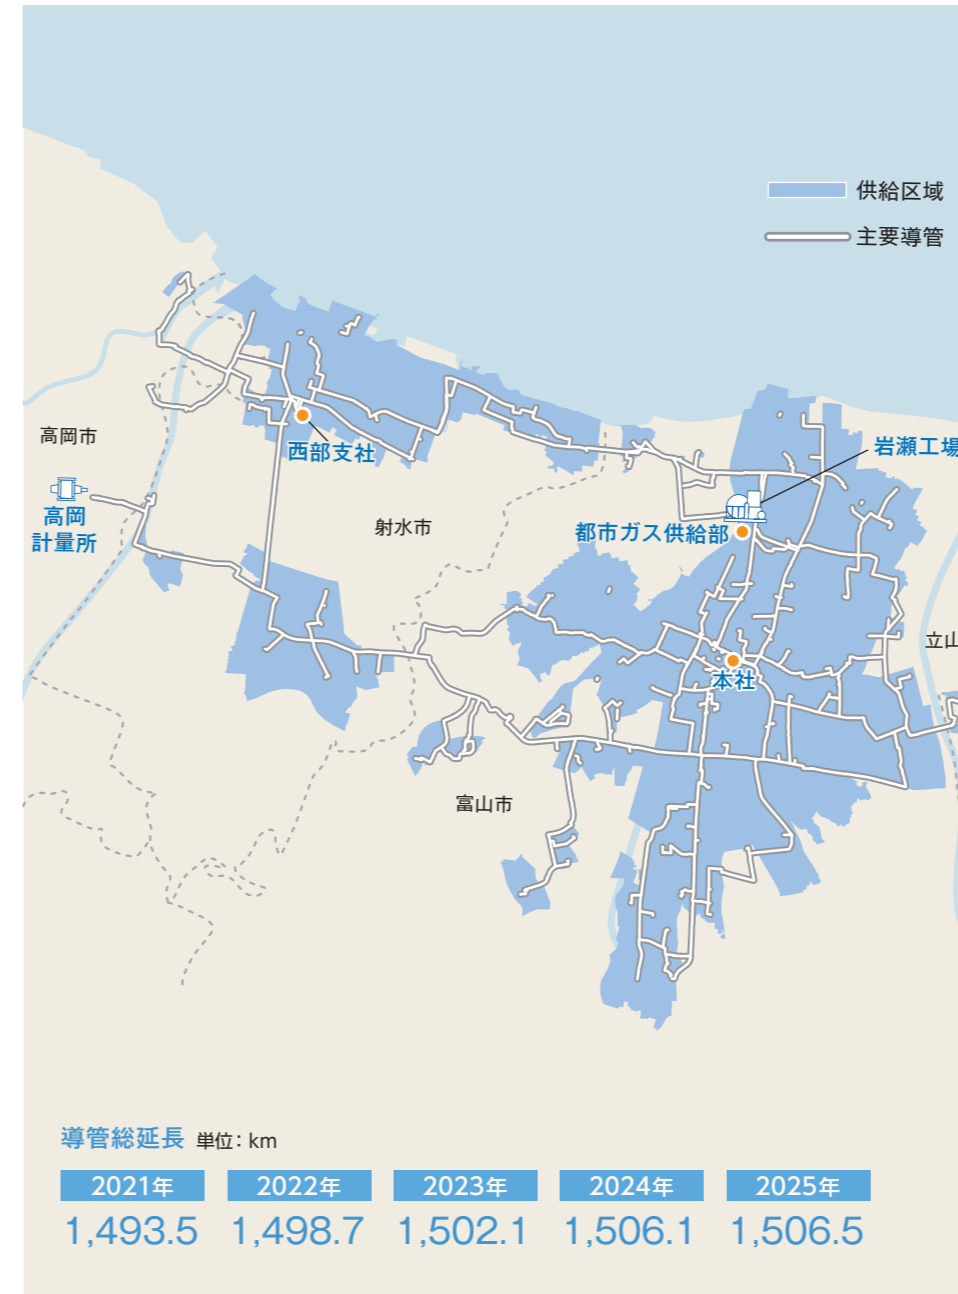 供給区域
主要導管
高岡市
西部支社
岩瀬工場
高岡
計量所
射水市
都市ガス供給部
立山
本社
富山市
導管総延長 単位：km
2021年 2022年 2023年 2024年 2025年
1,493.5 1,498.7 1,502.1 1,506.1 1,506.5